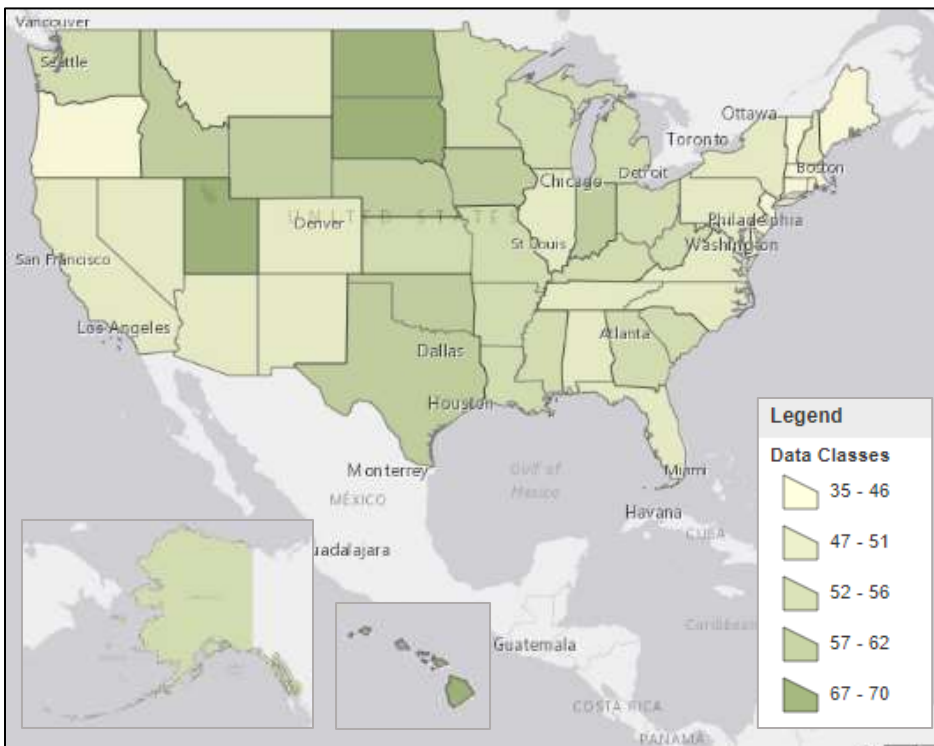 Vancouver
Seattle
Ottawa
Toronto
Boston
Chicago
Detroit
UNITED STATES
Denver
Philadelphia
St Louis
Washington
San Francisco
Los Angeles
Atlanta
Dallas
Houston
Monterrey
Gulf of
Mexico
Miami
MÉXICO
Havana
CUBA
uadalajara
Guatemala
Caribbean
COSTA RICA
PANAMÁ
Legend
Data Classes
35 - 46
47 - 51
52 - 56
57 - 62
67 - 70